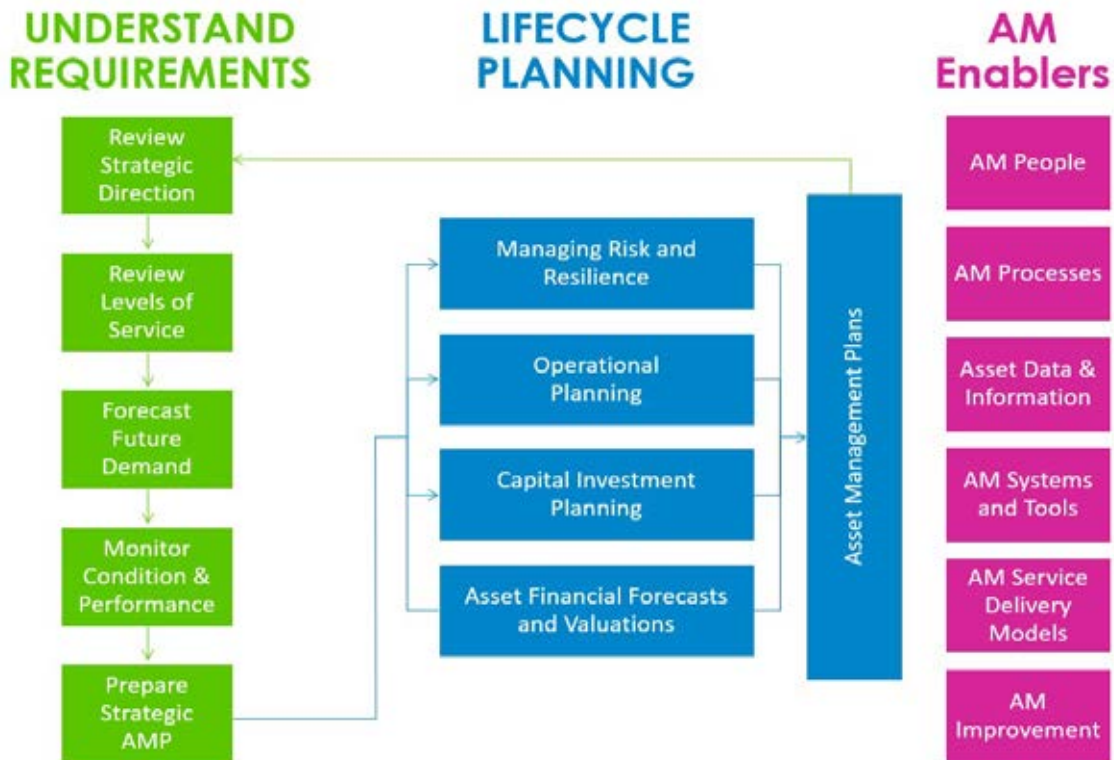 UNDERSTAND
REQUIREMENTS
Review
Strategic
Direction
Review
Levels of
Service
Forecast
Future
Demand
Monitor
Condition &
Performance
Prepare
Strategic
AMP
LIFECYCLE
PLANNING
Managing Risk and
Resilience
Operational
Planning
Capital Investment
Planning
Asset Financial Forecasts
and Valuations
Asset Management Plans
AM
Enablers
AM People
AM Processes
Asset Data &
Information
AM Systems
and Tools
AM Service
Delivery
Models
AM
Improvement